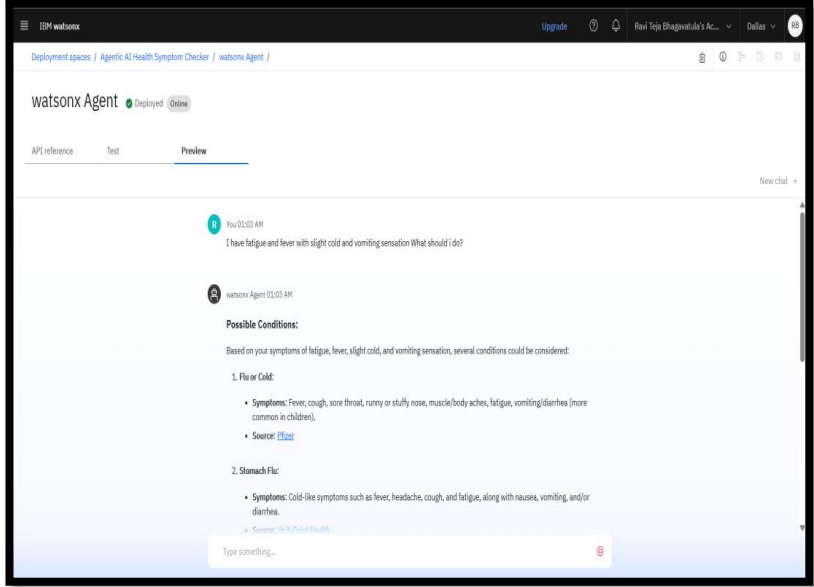 IBM watsonx
Upgrade
Ravi Teja Bhagavatula's Ac...
Dallas
RB
Deployment spaces / Agentic AI Health Symptom Checker / watsonx Agent /
watsonx Agent
Deployed
Online
API reference
Test
Preview
New chat +
R
You 01:03 AM
I have fatigue and fever with slight cold and vomiting sensation What should i do?
watsonx Agent 01:03 AM
Possible Conditions:
Based on your symptoms of fatigue, fever, slight cold, and vomiting sensation, several conditions could be considered:
1. Flu or Cold:
• Symptoms: Fever, cough, sore throat, runny or stuffy nose, muscle/body aches, fatigue, vomiting/diarrhea (more
common in children).
• Source: Pfizer
2. Stomach Flu:
• Symptoms: Cold-like symptoms such as fever, headache, cough, and fatigue, along with nausea, vomiting, and/or
diarrhea.
• Source: UnityPoint Health
Type something...
@